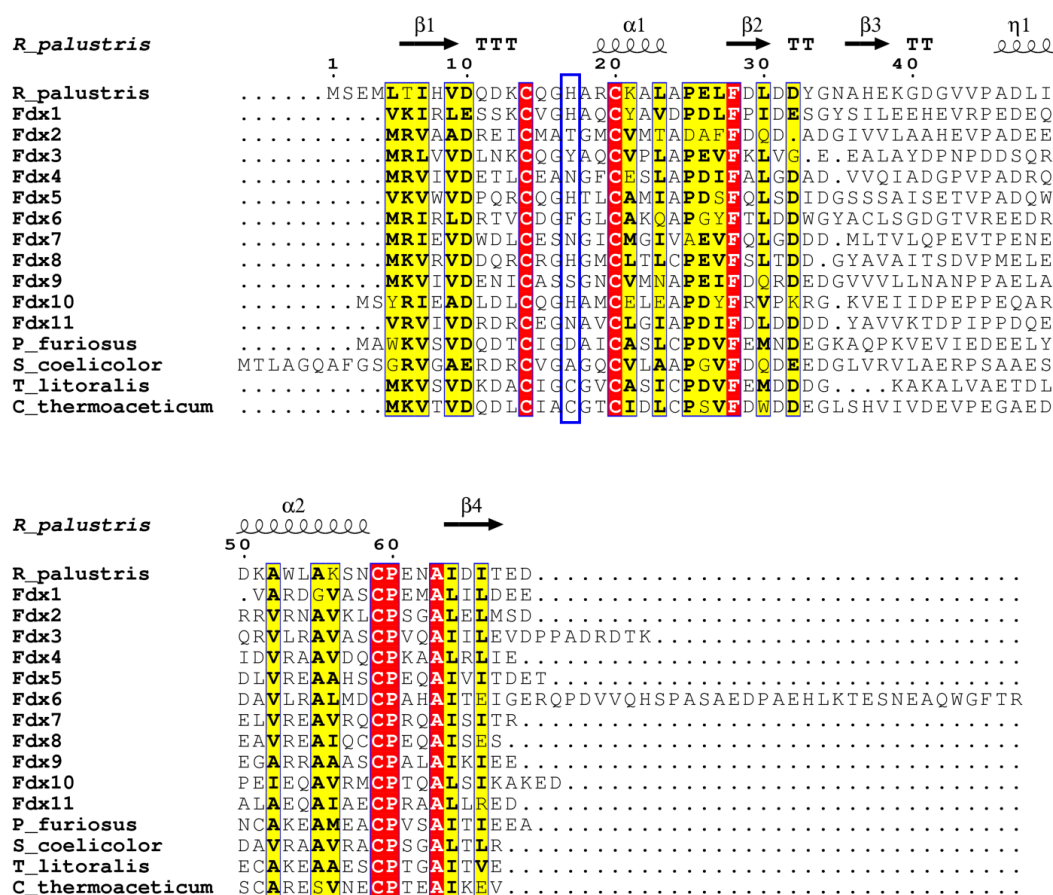 β1 TTT α1 β2 TT β3 TT η1
R_palustris
1 10 20 30 40
R_palustris ......MSEMLTIHVDQDKCQGHARCKALAPELFDLDDYGNAHEKGDGVVPADLI
Fdx1 ..........VKIRLESSKCVGHAQCYAVDPDLFPIDESGYSILEEHEVRPEDEQ
Fdx2 ..........MRVAADREICMATGMCVMTADAFFDQD.ADGIVVLAAHEVPADEE
Fdx3 ..........MRLVVDLNKCQGYAQCVPLAPEVFKLVG.E.EALAYDPNPDDSQR
Fdx4 ..........MRVIVDETLCEANGFCESLAPDIFALGDAD.VVQIADGPVPADRQ
Fdx5 ..........VKVWVDPQRCQGHTLCAMIAPDSFQLSDIDGSSSAISETVPADQW
Fdx6 ..........MRIRLDRTVCDGFGLCAKQAPGYFTLDDWGYACLSGDGTVREEDR
Fdx7 ..........MRIEVDWDLCESNGICMGIVAEVFQLGDDD.MLTVLQPEVTPENE
Fdx8 ..........MKVRVDDQRCRGHGMCLTLCPEVFSLTDD.GYAVAITSDVPMELE
Fdx9 ..........MKVIVDENICASSGNCVMNAPEIFDQRDEDGVVVLLNANPPAELA
Fdx10 ........MSYRIEADLDLCQGHAMCELEAPDYFRVPKRG.KVEIIDPEPPEQAR
Fdx11 ..........VRVIVDRDRCEGNAVCLGIAPDIFDLDDDD.YAVVKTDPIPPDQE
P_furiosus ........MAWKVSVDQDTCIGDAICASLCPDVFEMNDEGKAQPKVEVIEDEELY
S_coelicolor MTLAGQAFGSGRVGAERDRCVGAGQCVLAAPGVFDQDEEDGLVRVLAERPSAAES
T_litoralis ..........MKVSVDKDACIGCGVCASICPDVFEMDDDG....KAKALVAETDL
C_thermoaceticum ..........MKVTVDQDLCIACGTCIDLCPSVFDWDDEGLSHVIVDEVPEGAED
α2 β4
R_palustris
50 60
R_palustris DKAWLAKSNCPENAIDITED.................................
Fdx1 .VARDGVASCPEMALILDEE.................................
Fdx2 RRVRNAVKLCPSGALELMSD.................................
Fdx3 QRVLRAVASCPVQAIILEVDPPADRDTK.........................
Fdx4 IDVRAAVDQCPKAALRLIE..................................
Fdx5 DLVREAAHSCPEQAIVITDET................................
Fdx6 DAVLRALMDCPAHAITEIGERQPDVVQHSPASAEDPAEHLKTESNEAQWGFTR
Fdx7 ELVREAVRQCPRQAISITR..................................
Fdx8 EAVREAIQCCPEQAISES...................................
Fdx9 EGARRAAASCPALAIKIEE..................................
Fdx10 PEIEQAVRMCPTQALSIKAKED...............................
Fdx11 ALAEQAIAECPRAALLRED..................................
P_furiosus NCAKEAMEACPVSAITIEEA.................................
S_coelicolor DAVRAAVRACPSGALTLR...................................
T_litoralis ECAKEAAESCPTGAITVE...................................
C_thermoaceticum SCARESVNECPTEAIKEV...................................